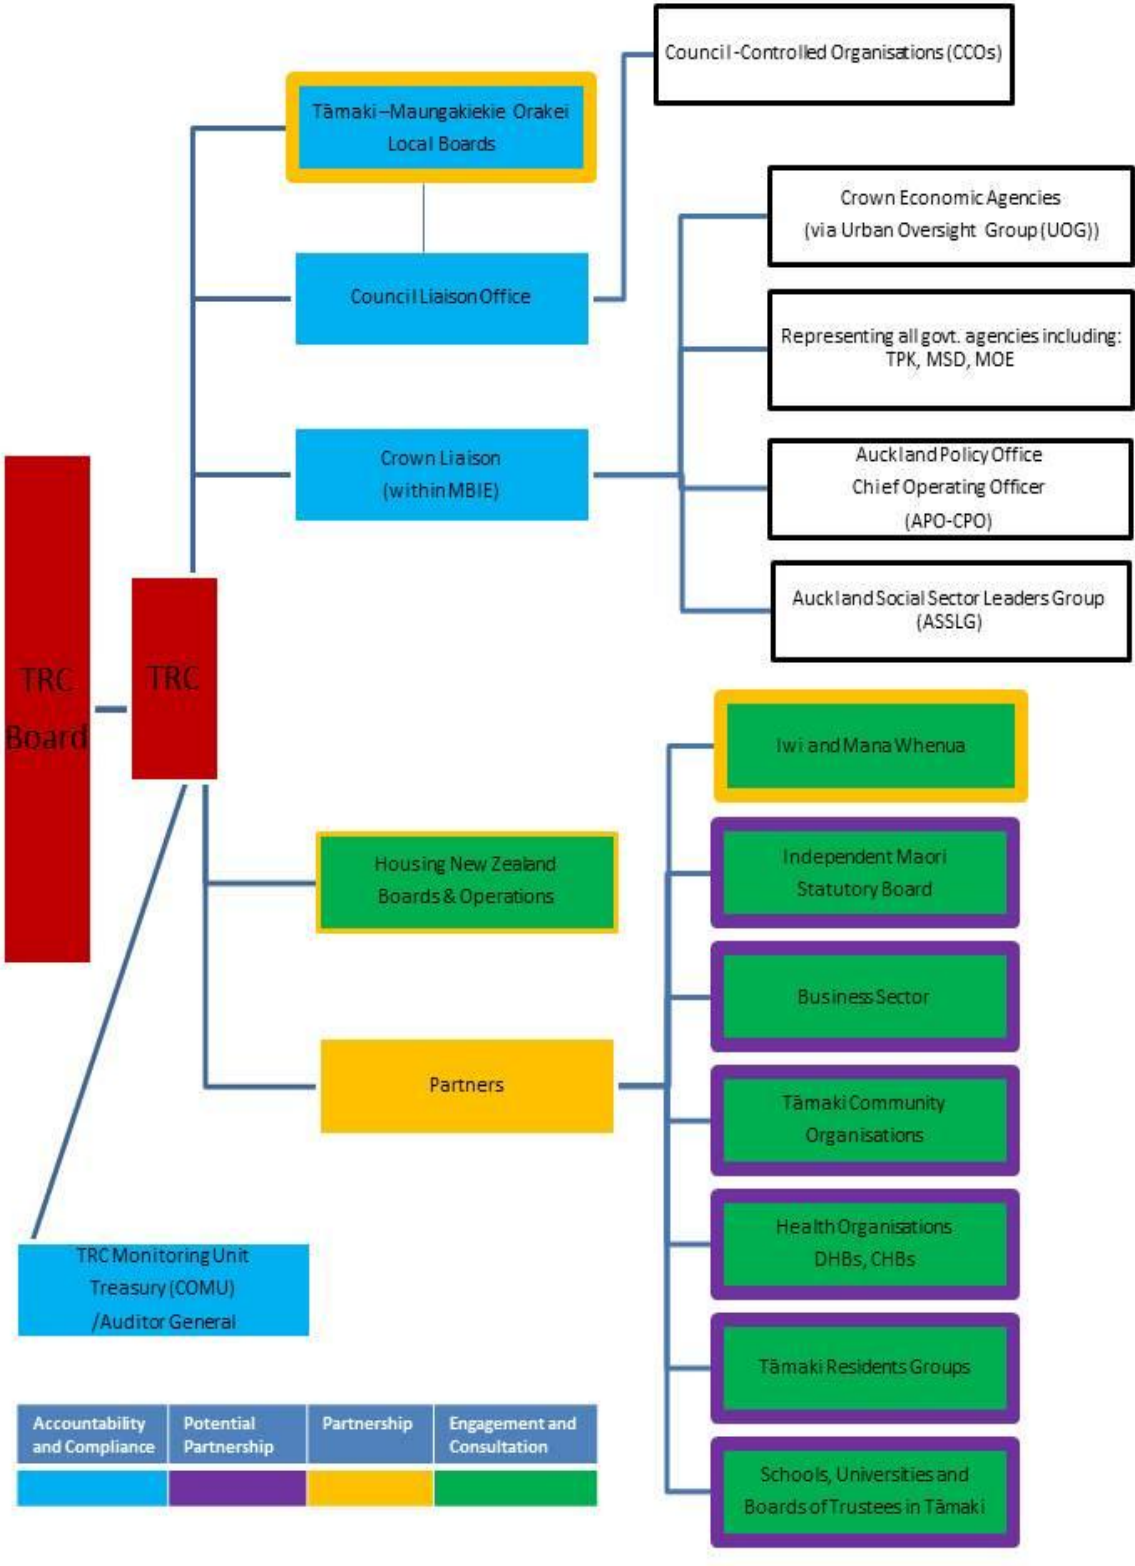 Council-Controlled Organisations (CCOs)
Tāmaki–Maungakiekie Orakei
Local Boards
Crown Economic Agencies
(via Urban Oversight Group (UOG))
Council Liaison Office
Representing all govt. agencies including:
TPK, MSD, MOE
Crown Liaison
(within MBIE)
Auckland Policy Office
Chief Operating Officer
(APO-CPO)
Auckland Social Sector Leaders Group
(ASSLG)
TRC
Board
TRC
Iwi and Mana Whenua
Housing New Zealand
Boards & Operations
Independent Maori
Statutory Board
Business Sector
Partners
Tāmaki Community
Organisations
Health Organisations
DHBs, CHBs
TRC Monitoring Unit
Treasury (COMU)
/Auditor General
Tāmaki Residents Groups
Schools, Universities and
Boards of Trustees in Tāmaki
Accountability
and Compliance
Potential
Partnership
Partnership
Engagement and
Consultation